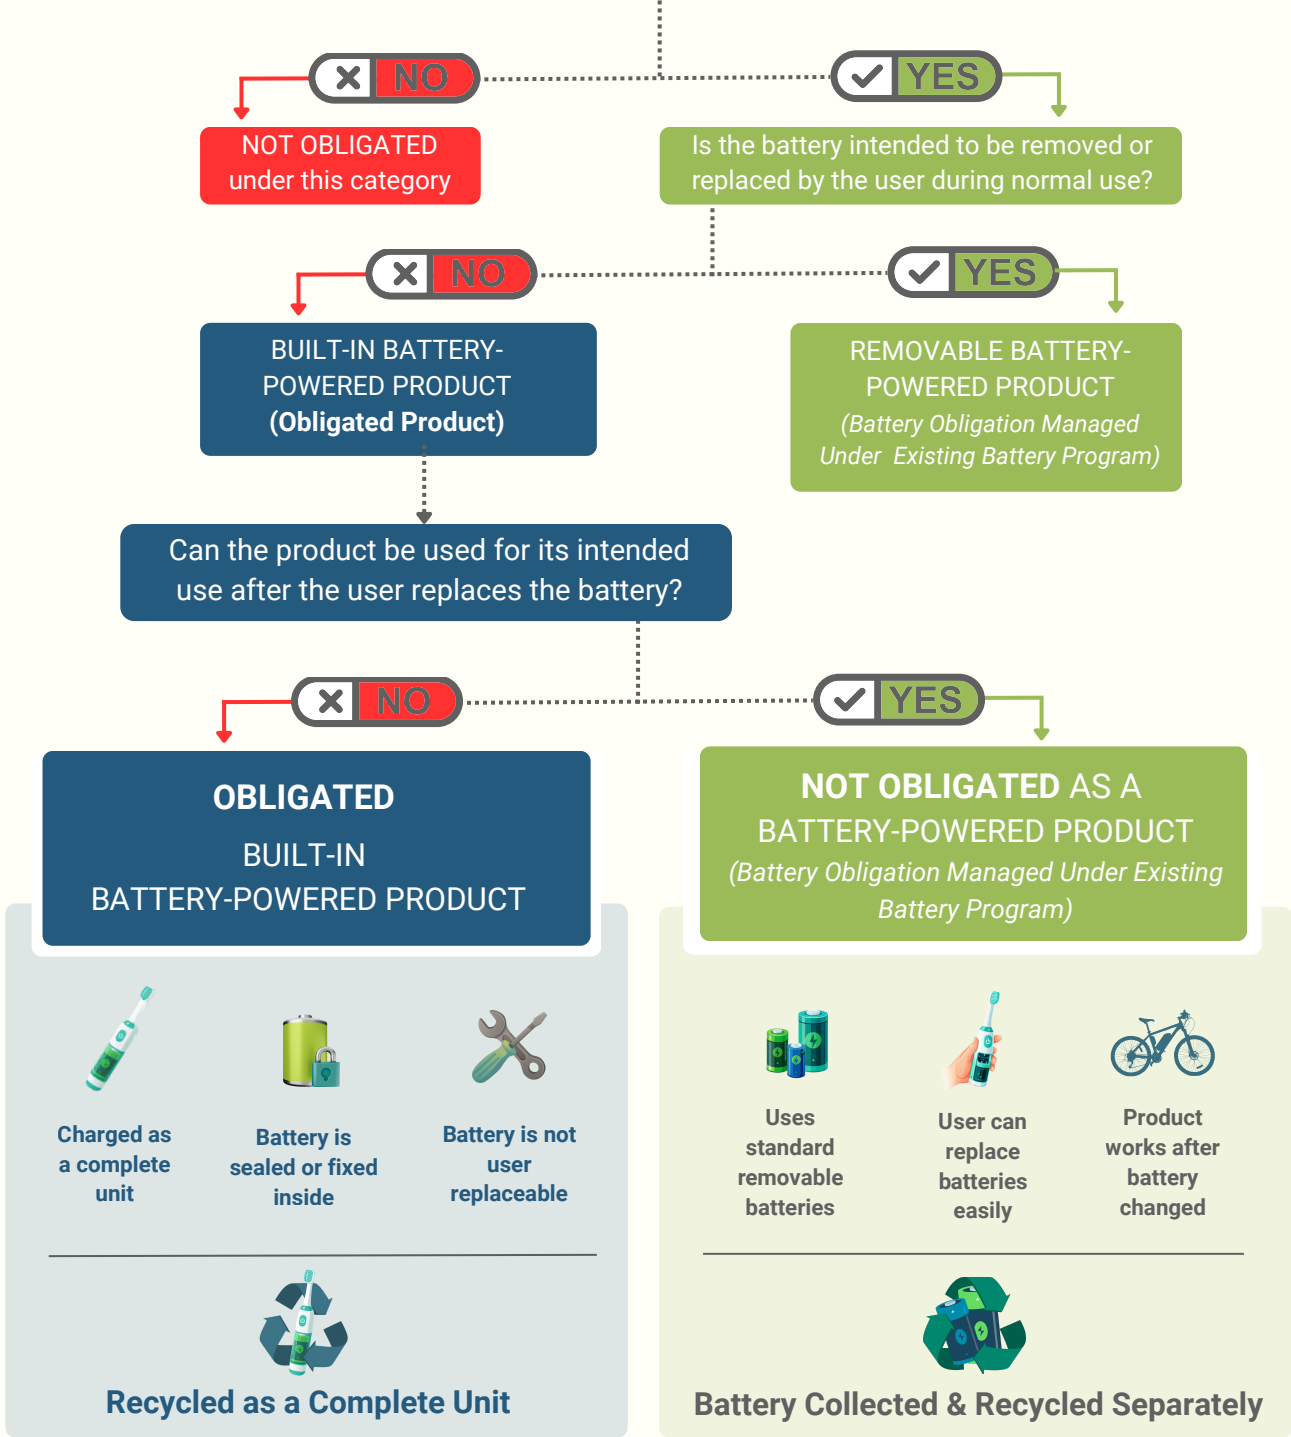 NO
YES
NOT OBLIGATED
under this category
Is the battery intended to be removed or
replaced by the user during normal use?
NO
YES
BUILT-IN BATTERY-
POWERED PRODUCT
(Obligated Product)
REMOVABLE BATTERY-
POWERED PRODUCT
(Battery Obligation Managed
Under Existing Battery Program)
Can the product be used for its intended
use after the user replaces the battery?
NO
YES
OBLIGATED
BUILT-IN
BATTERY-POWERED PRODUCT
NOT OBLIGATED AS A
BATTERY-POWERED PRODUCT
(Battery Obligation Managed Under Existing
Battery Program)
Charged as
a complete
unit
Battery is
sealed or fixed
inside
Battery is not
user
replaceable
Uses
standard
removable
batteries
User can
replace
batteries
easily
Product
works after
battery
changed
Recycled as a Complete Unit
Battery Collected & Recycled Separately